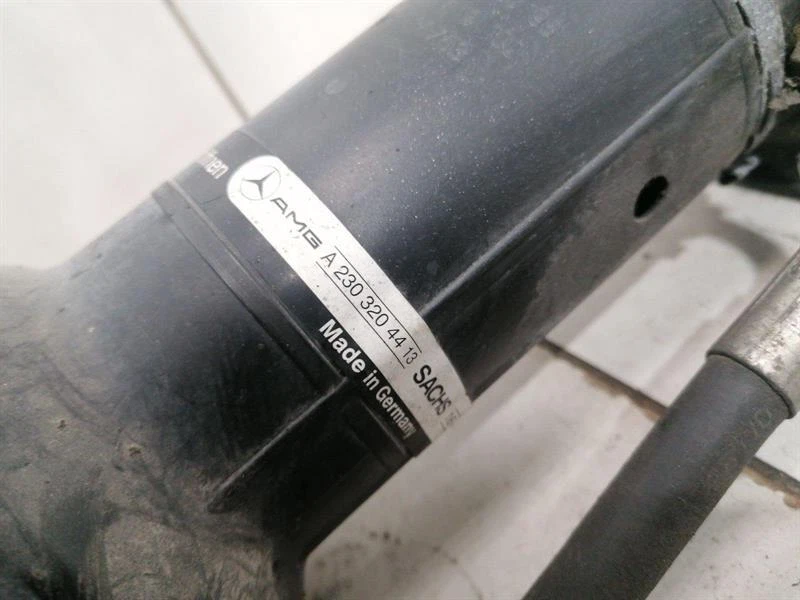 AMG A 230 320 44 13 SACHS
Made in Germany